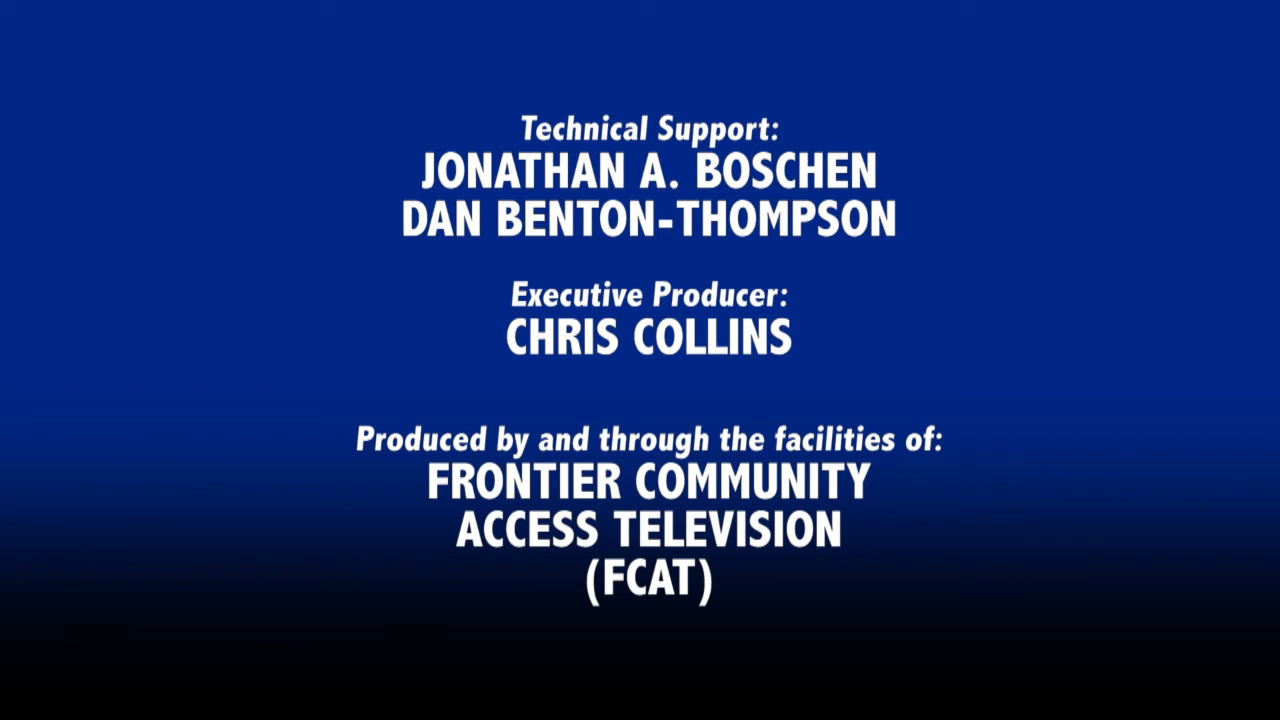 Technical Support:
JONATHAN A. BOSCHEN
DAN BENTON-THOMPSON
Executive Producer:
CHRIS COLLINS
Produced by and through the facilities of:
FRONTIER COMMUNITY
ACCESS TELEVISION
(FCAT)